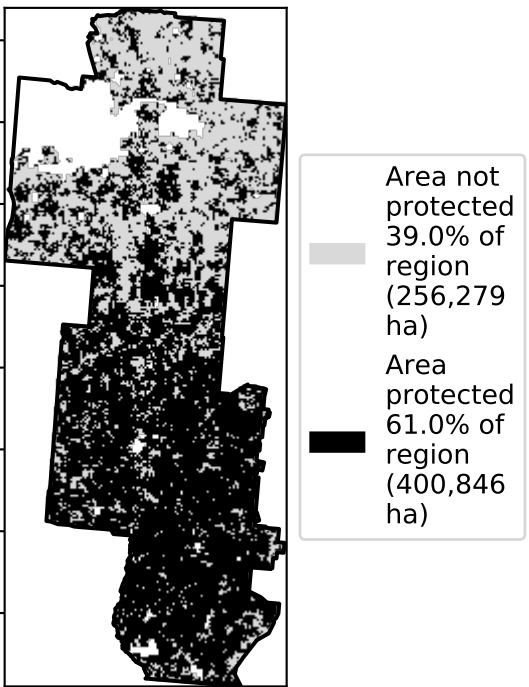 Area not
protected
39.0% of
region
(256,279
ha)
Area
protected
61.0% of
region
(400,846
ha)